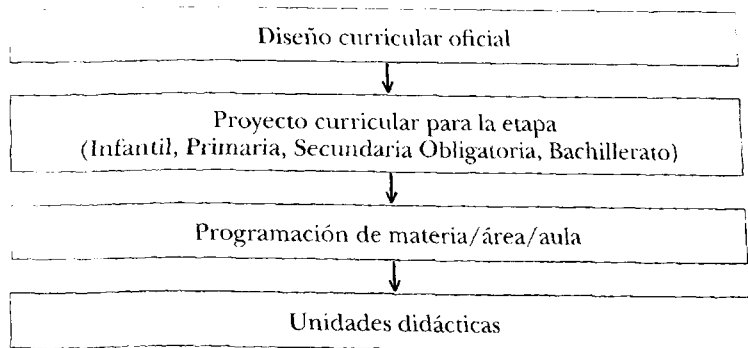 Diseño curricular oficial
Proyecto curricular para la etapa
(Infantil, Primaria, Secundaria Obligatoria, Bachillerato)
Programación de materia/área/aula
Unidades didácticas